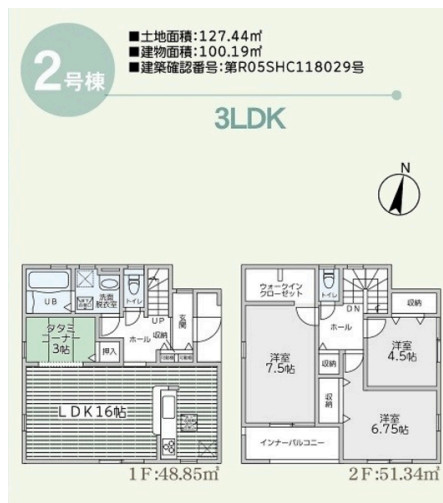 2号棟
■土地面積:127.44㎡
■建物面積:100.19㎡
■建築確認番号:第R05SHC118029号
3LDK
N
UB
洗面
脱衣室
トイレ
タタミ
コーナー
3帖
押入
ホール
UP
収納
玄関
LDK16帖
1F:48.85㎡
ウォークイン
クローゼット
トイレ
DN
ホール
収納
洋室
7.5
収納
収納
洋室
4.5
洋室
6.75
インナーバルコニー
2F:51.34㎡